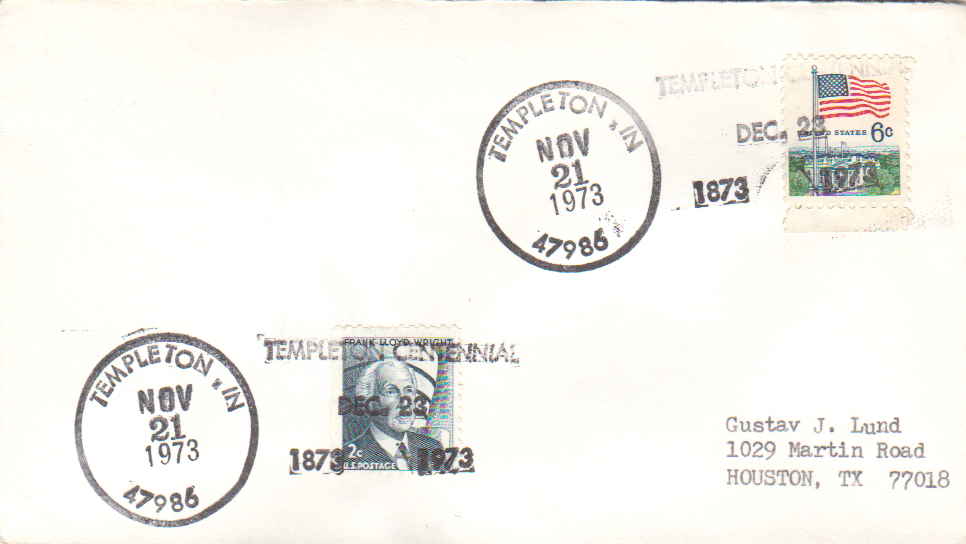 TEMPLETON CENTENNIAL
DEC. 23
1873 1973
UNITED STATES 6c
TEMPLETON, IN
NOV
21
1973
47986
TEMPLETON, IN
NOV
21
1973
47986
TEMPLETON CENTENNIAL
DEC. 23
1873 1973
FRANK LLOYD WRIGHT
2c
U.S. POSTAGE
Gustav J. Lund
1029 Martin Road
HOUSTON, TX 77018